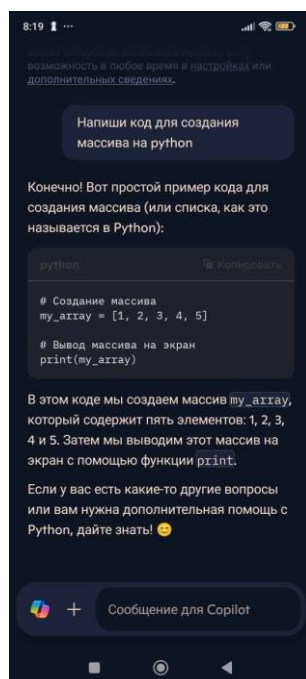 8:19
возможность в любое время в настройках или
дополнительных сведениях.
Напиши код для создания
массива на python
Конечно! Вот простой пример кода для
создания массива (или списка, как это
называется в Python):
python Копировать
# Создание массива
my_array = [1, 2, 3, 4, 5]
# Вывод массива на экран
print(my_array)
В этом коде мы создаем массив my_array,
который содержит пять элементов: 1, 2, 3,
4 и 5. Затем мы выводим этот массив на
экран с помощью функции print.
Если у вас есть какие-то другие вопросы
или вам нужна дополнительная помощь с
Python, дайте знать! 😊
Сообщение для Copilot